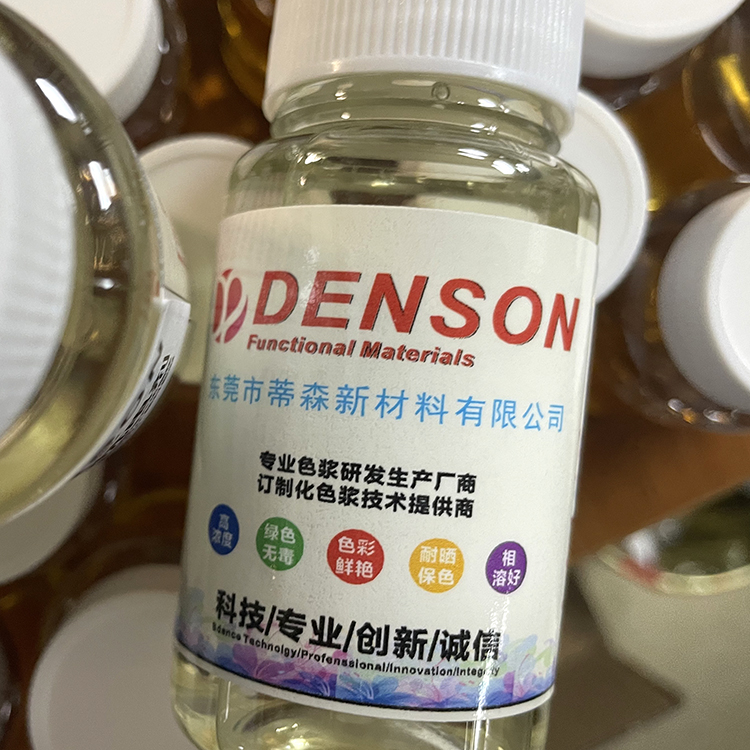 DENSON
Functional Materials
东莞市蒂森新材料有限公司
专业色浆研发生产厂商
订制化色浆技术提供商
高
浓度
绿色
无毒
色彩
鲜艳
耐晒
保色
相
溶好
科技/专业/创新/诚信
Science Technolgy/Profenssional/Innovation/Integrity